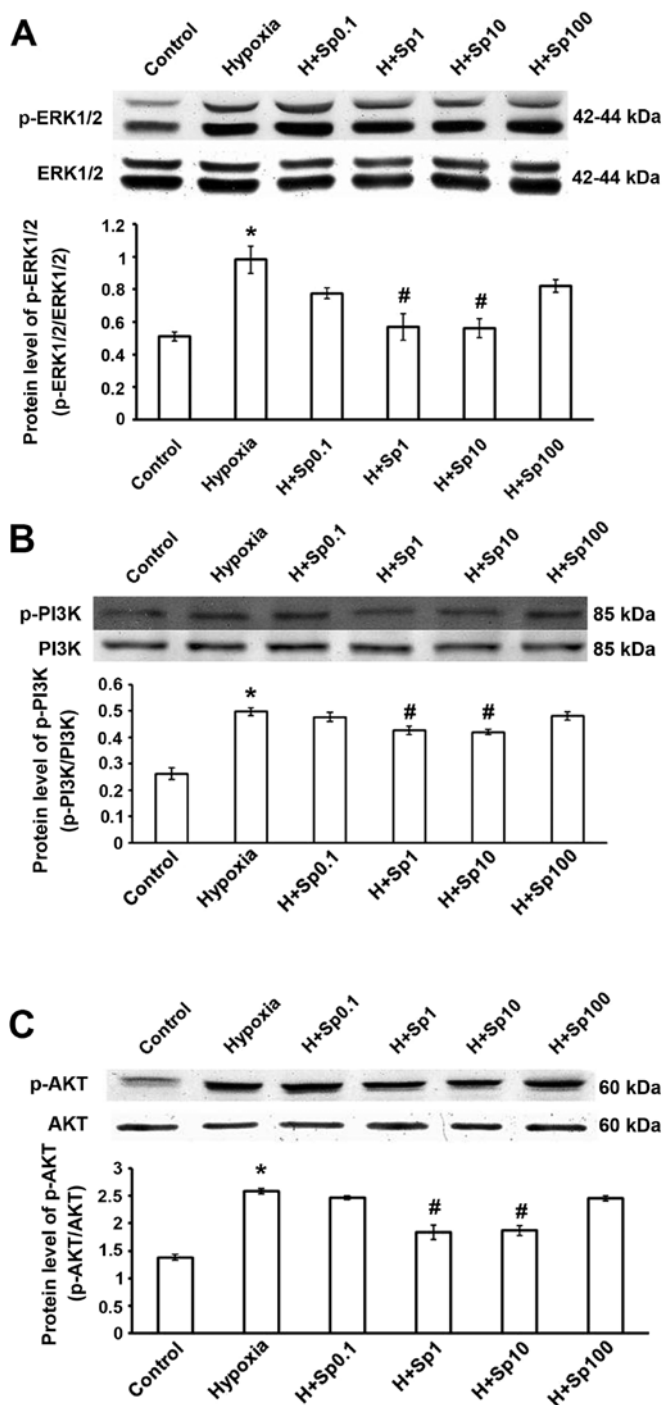 A
Control Hypoxia H+Sp0.1 H+Sp1 H+Sp10 H+Sp100
p-ERK1/2 42-44 kDa
ERK1/2 42-44 kDa
Protein level of p-ERK1/2
(p-ERK1/2/ERK1/2)
1.2
1
0.8
0.6
0.4
0.2
0
* # #
Control Hypoxia H+Sp0.1 H+Sp1 H+Sp10 H+Sp100
B
Control Hypoxia H+Sp0.1 H+Sp1 H+Sp10 H+Sp100
p-PI3K 85 kDa
PI3K 85 kDa
Protein level of p-PI3K
(p-PI3K/PI3K)
0.6
0.5
0.4
0.3
0.2
0.1
0
* # #
Control Hypoxia H+Sp0.1 H+Sp1 H+Sp10 H+Sp100
C
Control Hypoxia H+Sp0.1 H+Sp1 H+Sp10 H+Sp100
p-AKT 60 kDa
AKT 60 kDa
Protein level of p-AKT
(p-AKT/AKT)
3
2.5
2
1.5
1
0.5
0
* # #
Control Hypoxia H+Sp0.1 H+Sp1 H+Sp10 H+Sp100